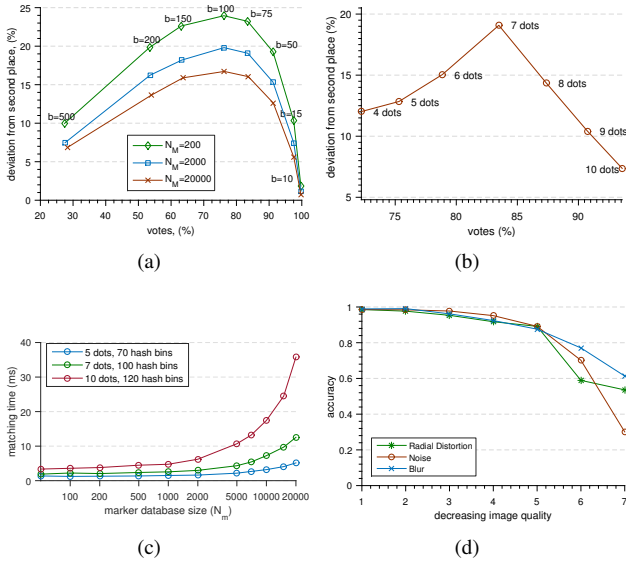 deviation from second place, (%)
25
20
15
10
5
0
b=500
b=200
b=150
b=100
b=75
b=50
b=15
b=10
N_M=200
N_M=2000
N_M=20000
20 30 40 50 60 70 80 90 100
votes, (%)
(a)
deviation from second place (%)
20
15
10
5
4 dots
5 dots
6 dots
7 dots
8 dots
9 dots
10 dots
75 80 85 90
votes (%)
(b)
matching time (ms)
40
30
20
10
0
5 dots, 70 hash bins
7 dots, 100 hash bins
10 dots, 120 hash bins
100 200 500 1000 2000 5000 10000 20000
marker database size (N_m)
(c)
accuracy
1
0.8
0.6
0.4
0.2
0
Radial Distortion
Noise
Blur
1 2 3 4 5 6 7
decreasing image quality
(d)